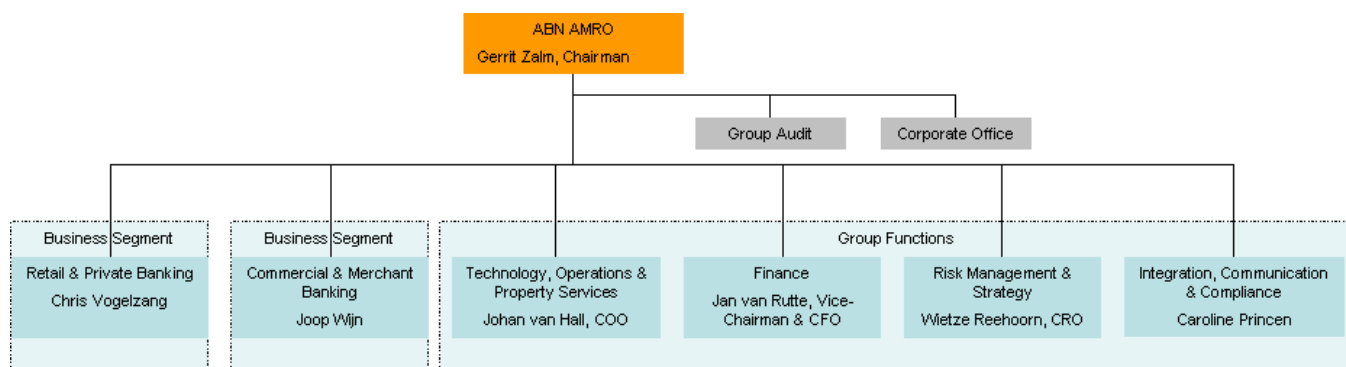 ABN AMRO
Gerrit Zalm, Chairman
Group Audit
Corporate Office
Business Segment
Retail & Private Banking
Chris Vogelzang
Business Segment
Commercial & Merchant
Banking
Joop Wijn
Group Functions
Technology, Operations &
Property Services
Johan van Hall, COO
Finance
Jan van Rutte, Vice-
Chairman & CFO
Risk Management &
Strategy
Wietze Reehoorn, CRO
Integration, Communication
& Compliance
Caroline Princen